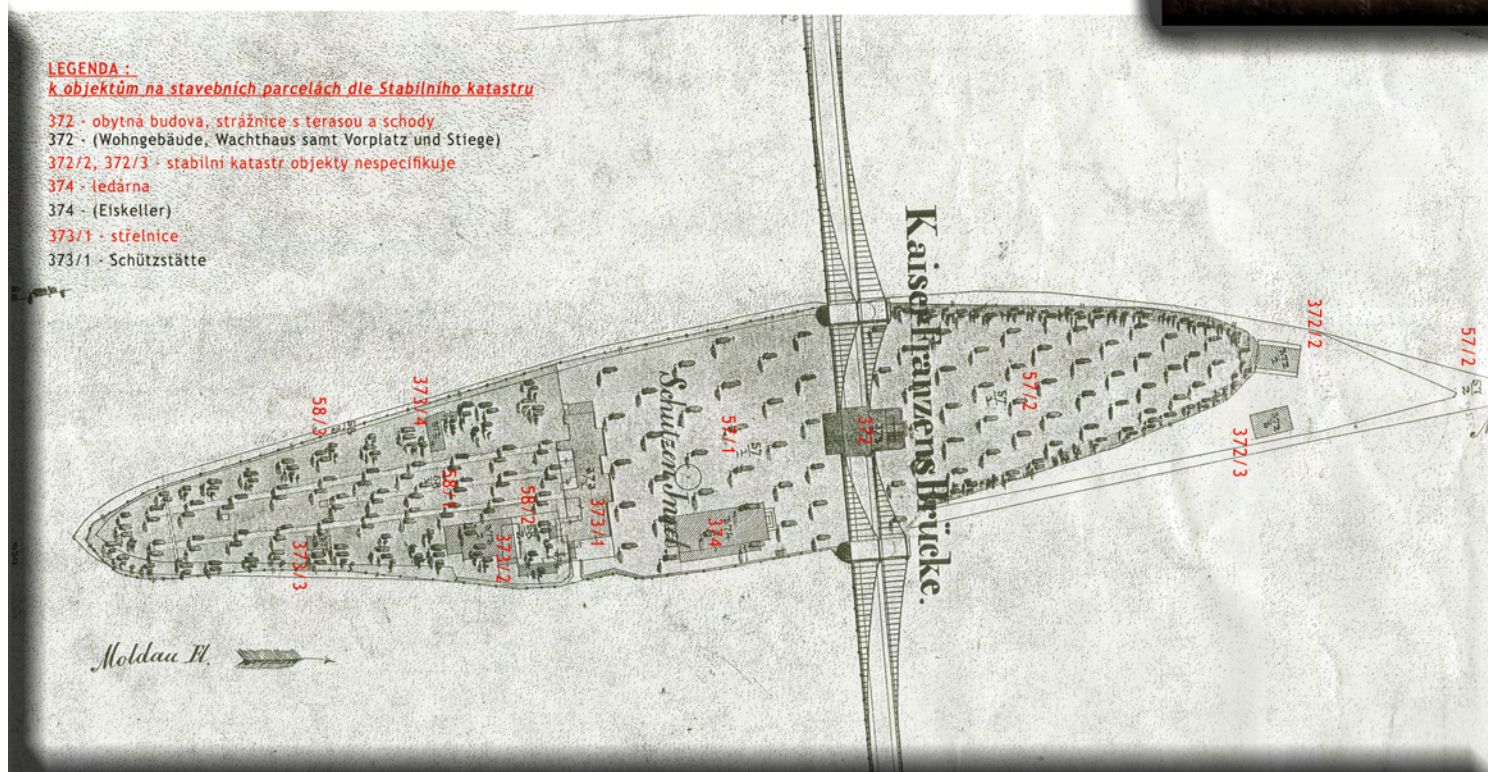 LEGENDA :
k objektům na stavebních parcelách dle Stabilního katastru
372 - obytná budova, strážnice s terasou a schody
372 - (Wohngebäude, Wachthaus samt Vorplatz und Stiege)
372/2, 372/3 - stabilní katastr objekty nespecifikuje
374 - ledárna
374 - (Eiskeller)
373/1 - střelnice
373/1 - Schützstätte
Kaiser Franzens Brücke.
Schützen Insel
372/2
57/2
57/2
372/3
372
57/1
374
373/4
58/3
58/1
58/2
373/1
373/2
373/3
Moldau Fl.